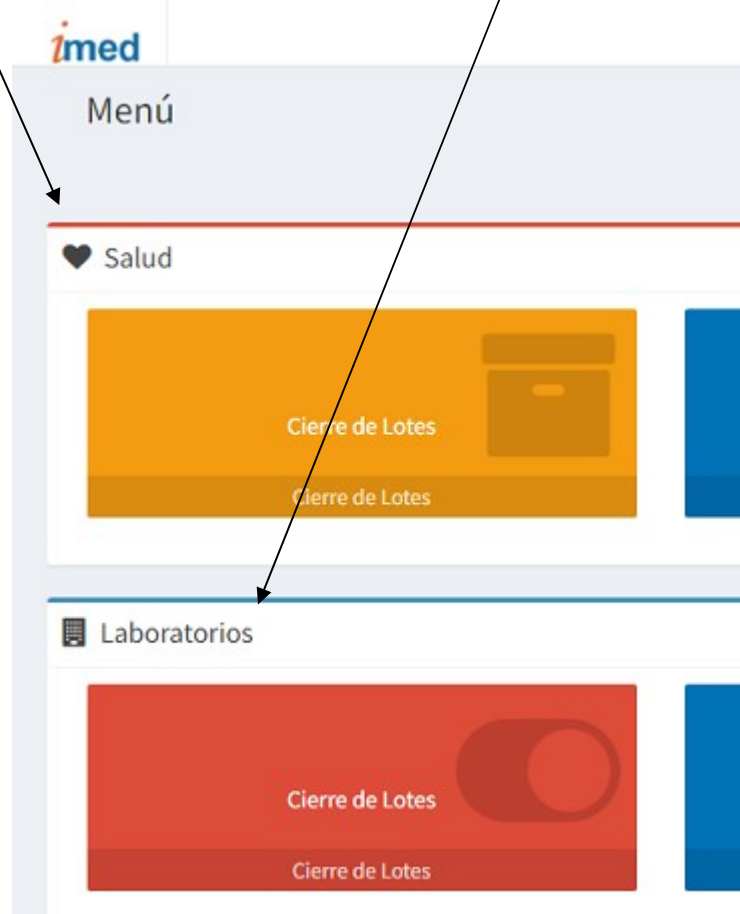 imed
Menú
Salud
Cierre de Lotes
Cierre de Lotes
Laboratorios
Cierre de Lotes
Cierre de Lotes